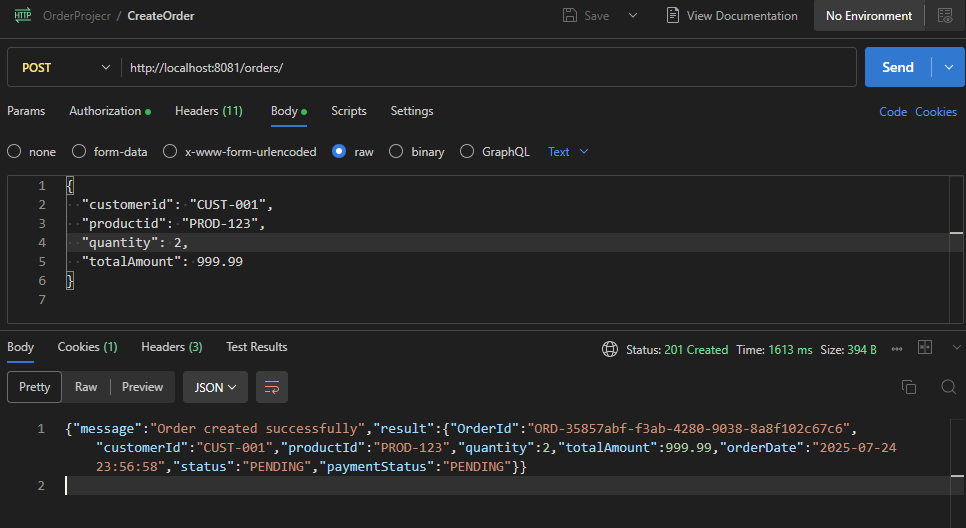 HTTP OrderProjecr / CreateOrder Save View Documentation No Environment
POST http://localhost:8081/orders/ Send
Params Authorization Headers (11) Body Scripts Settings Code Cookies
none form-data x-www-form-urlencoded raw binary GraphQL Text
1 {
2 "customerid": "CUST-001",
3 "productid": "PROD-123",
4 "quantity": 2,
5 "totalAmount": 999.99
6 }
7
Body Cookies (1) Headers (3) Test Results Status: 201 Created Time: 1613 ms Size: 394 B
Pretty Raw Preview JSON
1 {"message":"Order created successfully","result":{"OrderId":"ORD-35857abf-f3ab-4280-9038-8a8f102c67c6",
"customerId":"CUST-001","productId":"PROD-123","quantity":2,"totalAmount":999.99,"orderDate":"2025-07-24
23:56:58","status":"PENDING","paymentStatus":"PENDING"}}
2